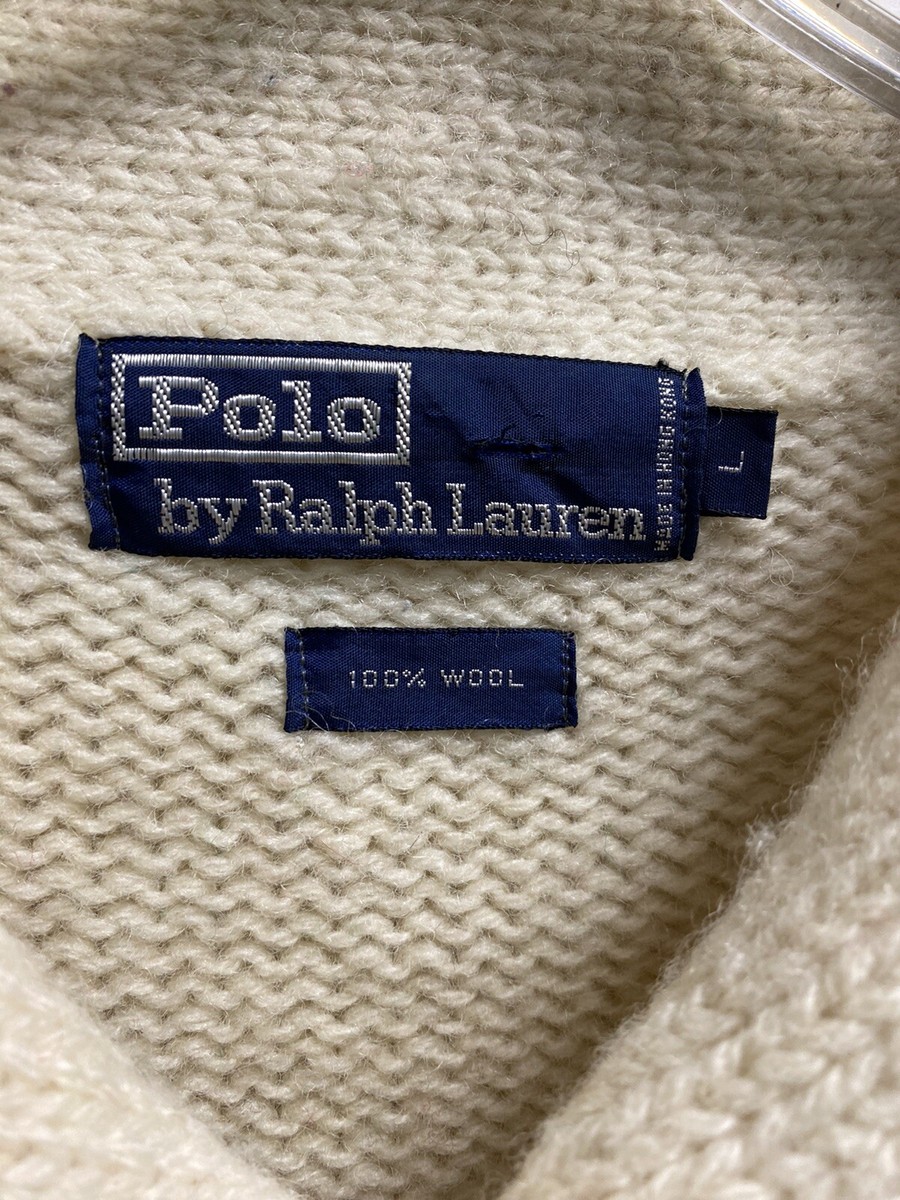 Polo
by Ralph Lauren
MADE IN HONG KONG
L
100% WOOL